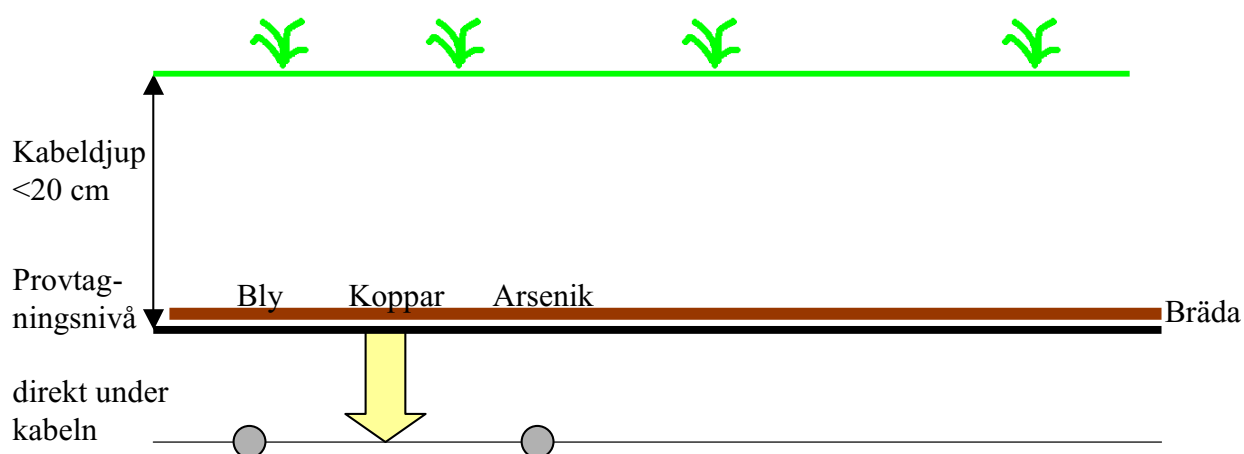 Kabeldjup
<20 cm
Provtag-
ningsnivå
Bly Koppar Arsenik
Bräda
direkt under
kabeln